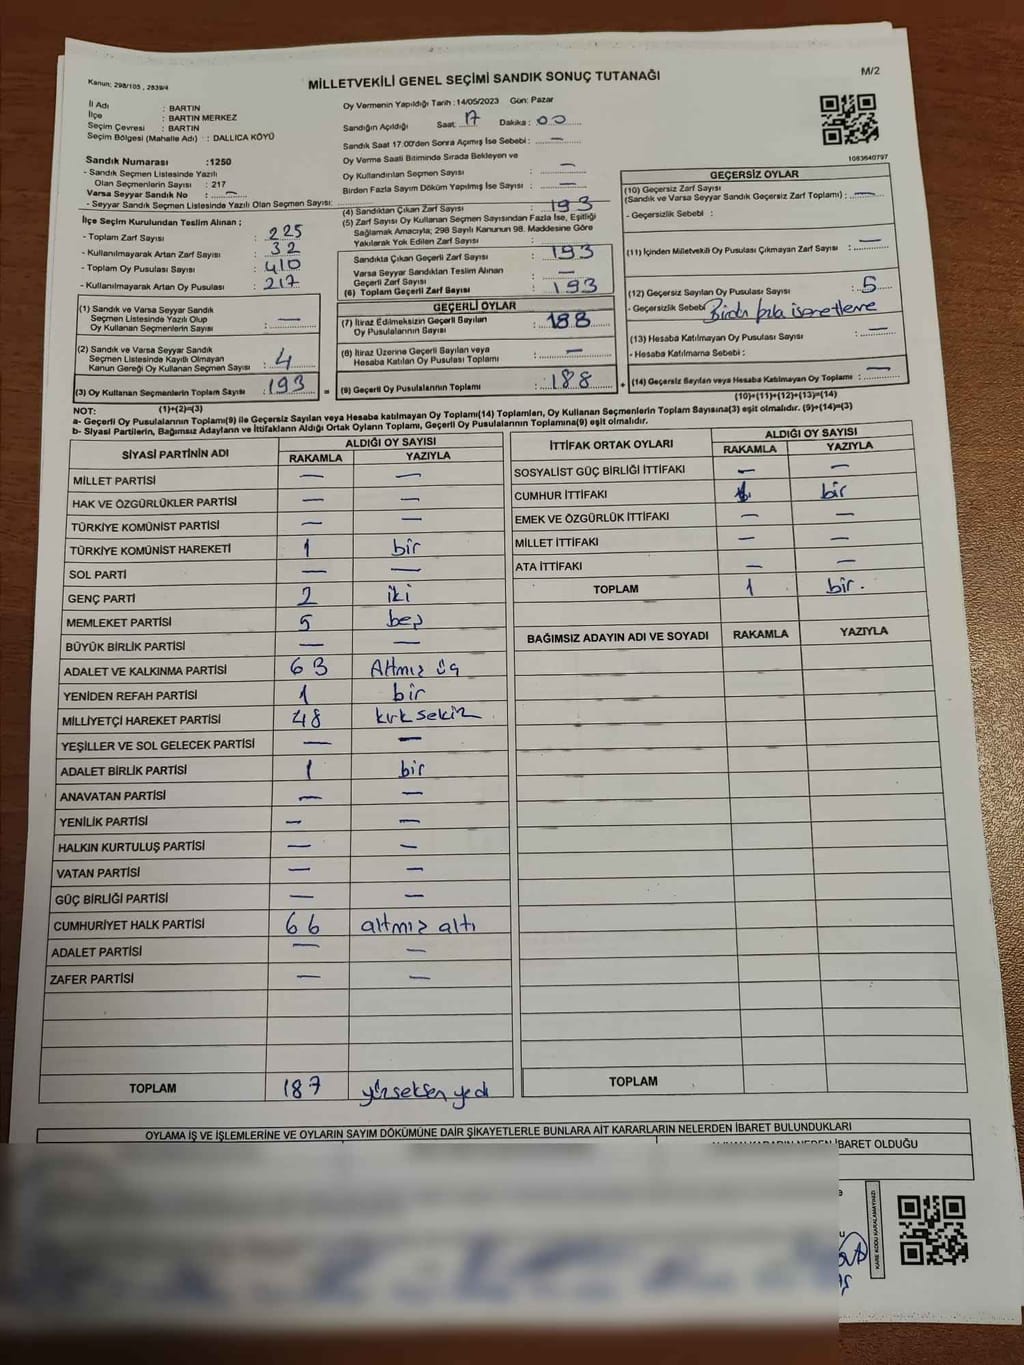 Kanun: 298/105 , 2839/4
MİLLETVEKİLİ GENEL SEÇİMİ SANDIK SONUÇ TUTANAĞI
M/2
İl Adı : BARTIN
İlçe : BARTIN MERKEZ
Seçim Çevresi : BARTIN
Seçim Bölgesi (Mahalle Adı) : DALLICA KÖYÜ
Sandık Numarası :1250
- Sandık Seçmen Listesinde Yazılı
Olan Seçmenlerin Sayısı : 217
Varsa Seyyar Sandık No : —
- Seyyar Sandık Seçmen Listesinde Yazılı Olan Seçmen Sayısı:
Oy Vermenin Yapıldığı Tarih :14/05/2023 Gün: Pazar
Sandığın Açıldığı Saat: 17 Dakika : 00
Sandık Saat 17:00'den Sonra Açımış İse Sebebi : —
Oy Verme Saati Bitiminde Sırada Bekleyen ve
Oy Kullandırılan Seçmen Sayısı : —
Birden Fazla Sayım Döküm Yapılmış İse Sayısı : —
1083640797
İlçe Seçim Kurulundan Teslim Alınan ;
- Toplam Zarf Sayısı : 225
- Kullanılmayarak Artan Zarf Sayısı : 32
- Toplam Oy Pusulası Sayısı : 410
- Kullanılmayarak Artan Oy Pusulası : 217
(4) Sandıktan Çıkan Zarf Sayısı : 193
(5) Zarf Sayısı Oy Kullanan Seçmen Sayısından Fazla İse, Eşitliği
Sağlamak Amacıyla; 298 Sayılı Kanunun 98. Maddesine Göre
Yakılarak Yok Edilen Zarf Sayısı :
Sandıkta Çıkan Geçerli Zarf Sayısı : 193
Varsa Seyyar Sandıktan Teslim Alınan
Geçerli Zarf Sayısı : —
(6) Toplam Geçerli Zarf Sayısı : 193
GEÇERSİZ OYLAR
(10) Geçersiz Zarf Sayısı
(Sandık ve Varsa Seyyar Sandık Geçersiz Zarf Toplamı) : —
- Geçersizlik Sebebi :
(11) İçinden Milletvekili Oy Pusulası Çıkmayan Zarf Sayısı : —
(12) Geçersiz Sayılan Oy Pusulası Sayısı : 5
- Geçersizlik Sebebi Birden fazla işaretleme
(13) Hesaba Katılmayan Oy Pusulası Sayısı : —
- Hesaba Katılmama Sebebi :
(14) Geçersiz Sayılan veya Hesaba Katılmayan Oy Toplamı : —
(10)+(11)+(12)+(13)=(14)
(1) Sandık ve Varsa Seyyar Sandık
Seçmen Listesinde Yazılı Olup
Oy Kullanan Seçmenlerin Sayısı : —
(2) Sandık ve Varsa Seyyar Sandık
Seçmen Listesinde Kayıtlı Olmayan
Kanun Gereği Oy Kullanan Seçmen Sayısı : 4
(3) Oy Kullanan Seçmenlerin Toplam Sayısı : 193 =
(1)+(2)=(3)
GEÇERLİ OYLAR
(7) İtiraz Edilmeksizin Geçerli Sayılan
Oy Pusulalarının Sayısı : 188
(8) İtiraz Üzerine Geçerli Sayılan veya
Hesaba Katılan Oy Pusulası Toplamı : —
(9) Geçerli Oy Pusulalarının Toplamı : 188 +
NOT:
a- Geçerli Oy Pusulalarının Toplamı(9) ile Geçersiz Sayılan veya Hesaba katılmayan Oy Toplamı(14) Toplamları, Oy Kullanan Seçmenlerin Toplam Sayısına(3) eşit olmalıdır. (9)+(14)=(3)
b- Siyasi Partilerin, Bağımsız Adayların ve İttifakların Aldığı Ortak Oyların Toplamı, Geçerli Oy Pusulalarının Toplamına(9) eşit olmalıdır.
SİYASİ PARTİNİN ADI ALDIĞI OY SAYISI
RAKAMLA YAZIYLA
MİLLET PARTİSİ — —
HAK VE ÖZGÜRLÜKLER PARTİSİ — —
TÜRKİYE KOMÜNİST PARTİSİ — —
TÜRKİYE KOMÜNİST HAREKETİ 1 bir
SOL PARTİ — —
GENÇ PARTİ 2 iki
MEMLEKET PARTİSİ 5 beş
BÜYÜK BİRLİK PARTİSİ — —
ADALET VE KALKINMA PARTİSİ 63 Altmış üç
YENİDEN REFAH PARTİSİ 1 bir
MİLLİYETÇİ HAREKET PARTİSİ 48 kırk sekiz
YEŞİLLER VE SOL GELECEK PARTİSİ — —
ADALET BİRLİK PARTİSİ 1 bir
ANAVATAN PARTİSİ — —
YENİLİK PARTİSİ — —
HALKIN KURTULUŞ PARTİSİ — —
VATAN PARTİSİ — —
GÜÇ BİRLİĞİ PARTİSİ — —
CUMHURİYET HALK PARTİSİ 66 altmış altı
ADALET PARTİSİ — —
ZAFER PARTİSİ — —
TOPLAM 187 yüzseksen yedi
İTTİFAK ORTAK OYLARI ALDIĞI OY SAYISI
RAKAMLA YAZIYLA
SOSYALİST GÜÇ BİRLİĞİ İTTİFAKI — —
CUMHUR İTTİFAKI 1 bir
EMEK VE ÖZGÜRLÜK İTTİFAKI — —
MİLLET İTTİFAKI — —
ATA İTTİFAKI — —
TOPLAM 1 bir.
BAĞIMSIZ ADAYIN ADI VE SOYADI RAKAMLA YAZIYLA
TOPLAM
OYLAMA İŞ VE İŞLEMLERİNE VE OYLARIN SAYIM DÖKÜMÜNE DAİR ŞİKAYETLERLE BUNLARA AİT KARARLARIN NELERDEN İBARET BULUNDUKLARI
İBARET OLDUĞU
KARE KODU KARALAMAYINIZ!